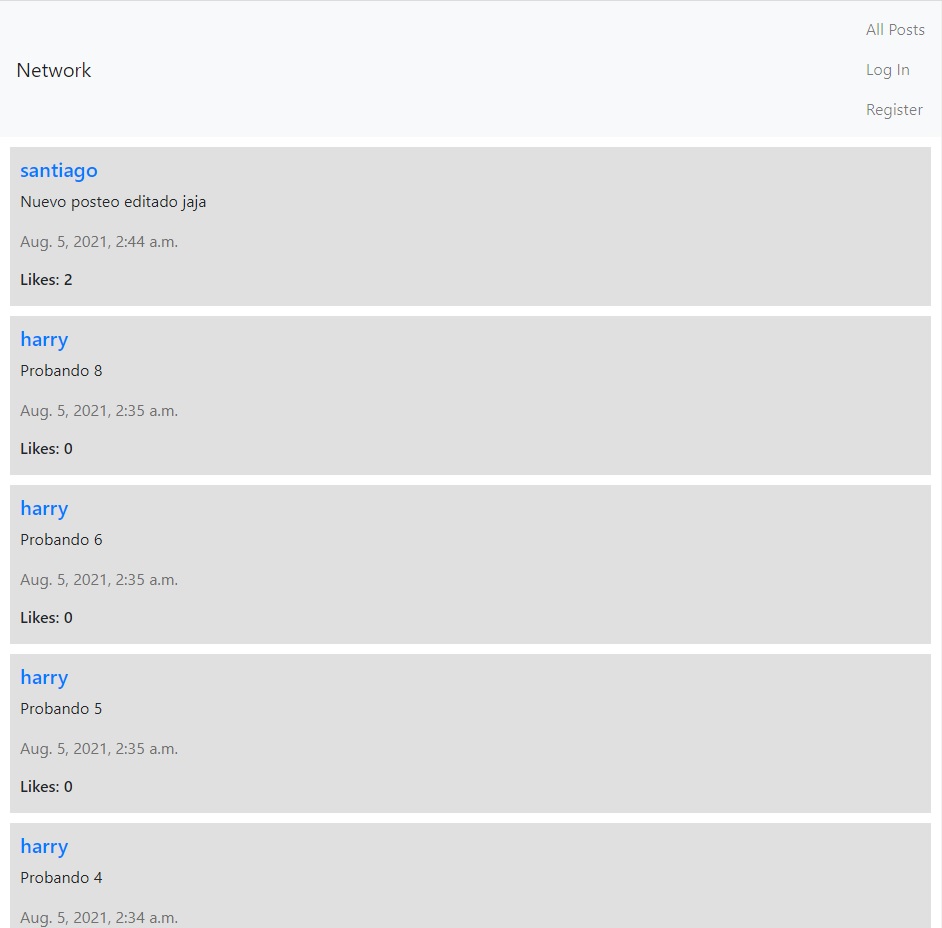 Network
All Posts
Log In
Register
santiago
Nuevo posteo editado jaja
Aug. 5, 2021, 2:44 a.m.
Likes: 2
harry
Probando 8
Aug. 5, 2021, 2:35 a.m.
Likes: 0
harry
Probando 6
Aug. 5, 2021, 2:35 a.m.
Likes: 0
harry
Probando 5
Aug. 5, 2021, 2:35 a.m.
Likes: 0
harry
Probando 4
Aug. 5, 2021, 2:34 a.m.